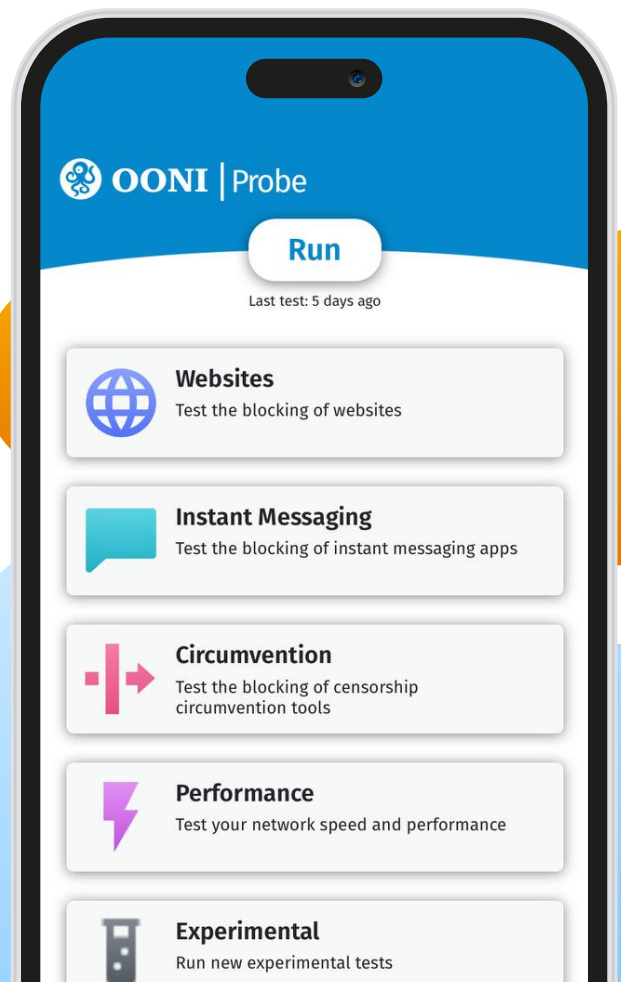 OONI | Probe
Run
Last test: 5 days ago
Websites
Test the blocking of websites
Instant Messaging
Test the blocking of instant messaging apps
Circumvention
Test the blocking of censorship
circumvention tools
Performance
Test your network speed and performance
Experimental
Run new experimental tests